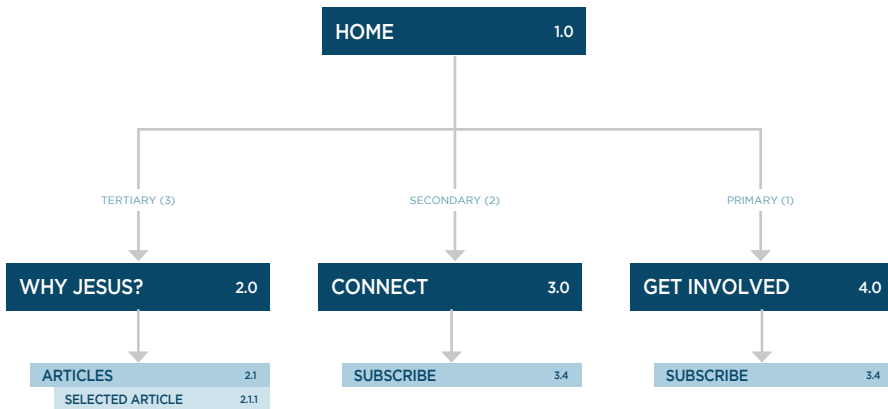 HOME 1.0
TERTIARY (3) SECONDARY (2) PRIMARY (1)
WHY JESUS? 2.0 CONNECT 3.0 GET INVOLVED 4.0
ARTICLES 2.1 SUBSCRIBE 3.4 SUBSCRIBE 3.4
SELECTED ARTICLE 2.1.1